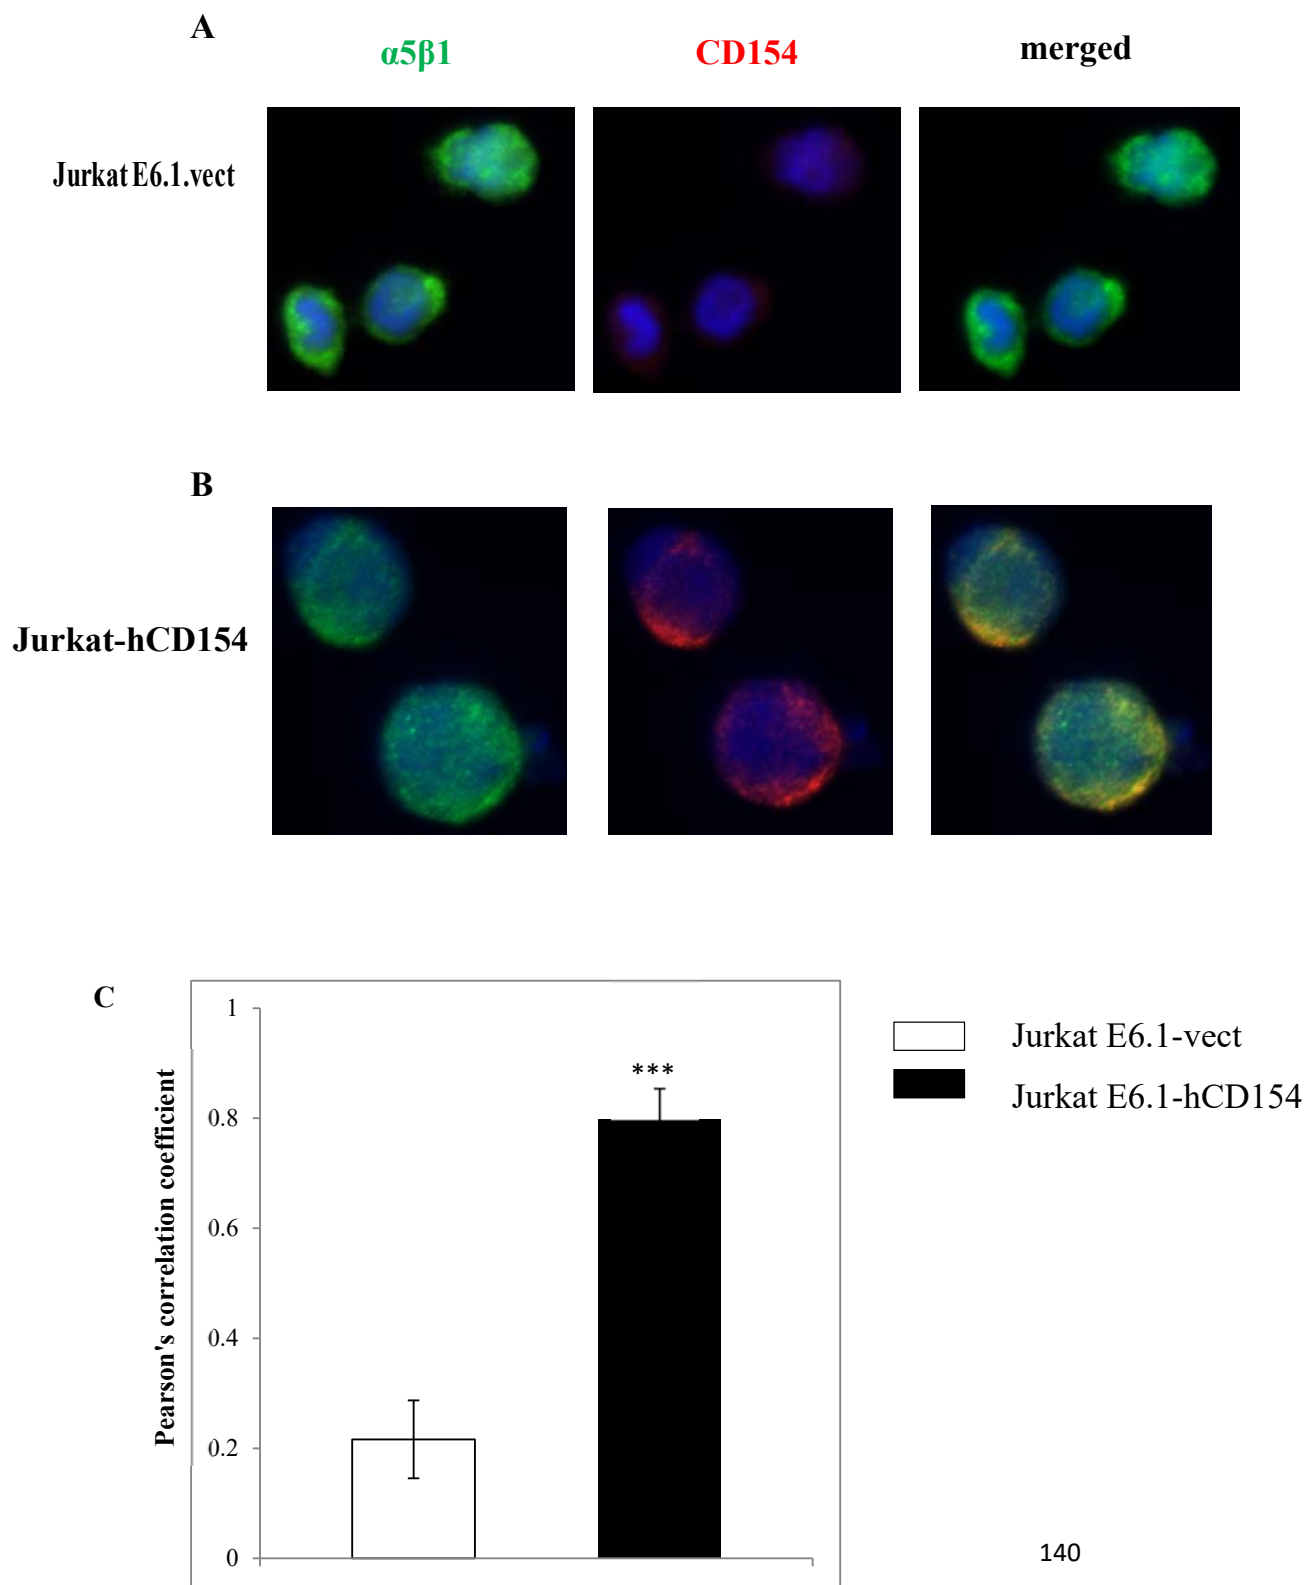 A
α5β1 CD154 merged
Jurkat E6.1.vect
B
Jurkat-hCD154
C
1
0.8
0.6
0.4
0.2
0
Pearson's correlation coefficient
***
Jurkat E6.1-vect
Jurkat E6.1-hCD154
140